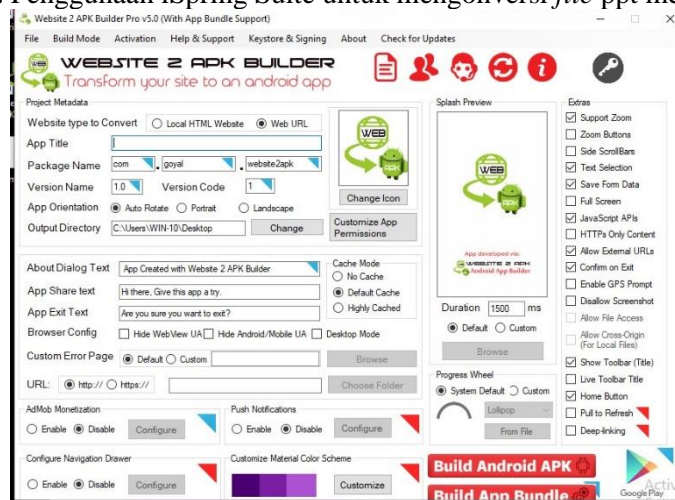 Penggunaan iSpring Suite untuk mengonversi file ppt me
Website 2 APK Builder Pro v5.0 (With App Bundle Support)
File Build Mode Activation Help & Support Keystore & Signing About Check for Updates
WEBSITE 2 APK BUILDER
Transform your site to an android app
Project Metadata
Website type to Convert Local HTML Website Web URL
App Title
Package Name com . goyal . website2apk
Version Name 1.0 Version Code 1
App Orientation Auto Rotate Portrait Landscape
Output Directory C:\Users\WIN-10\Desktop Change
WEB
APK
Change Icon
Customize App Permissions
About Dialog Text App Created with Website 2 APK Builder
App Share text Hi there, Give this app a try.
App Exit Text Are you sure you want to exit?
Browser Config Hide WebView UA Hide Android/Mobile UA Desktop Mode
Custom Error Page Default Custom Browse
URL: http:// https:// Choose Folder
Cache Mode
No Cache
Default Cache
Highly Cached
AdMob Monetization
Enable Disable Configure
Push Notifications
Enable Disable Configure
Configure Navigation Drawer
Enable Disable Configure
Customize Material Color Scheme
Customize
Splash Preview
WEB
APK
App developed via:
WEBSITE 2 APK
Android App Builder
Duration 1500 ms
Default Custom
Browse
Progress Wheel
System Default Custom
Lollipop
From File
Extras
Support Zoom
Zoom Buttons
Side ScrollBars
Text Selection
Save Form Data
Full Screen
JavaScript APIs
HTTPs Only Content
Allow External URLs
Confirm on Exit
Enable GPS Prompt
Disallow Screenshot
Allow File Access
Allow Cross-Origin
(For Local Files)
Show Toolbar (Title)
Live Toolbar Title
Home Button
Pull to Refresh
Deep-linking
Build Android APK
Build App Bundle
Activ
Google Play